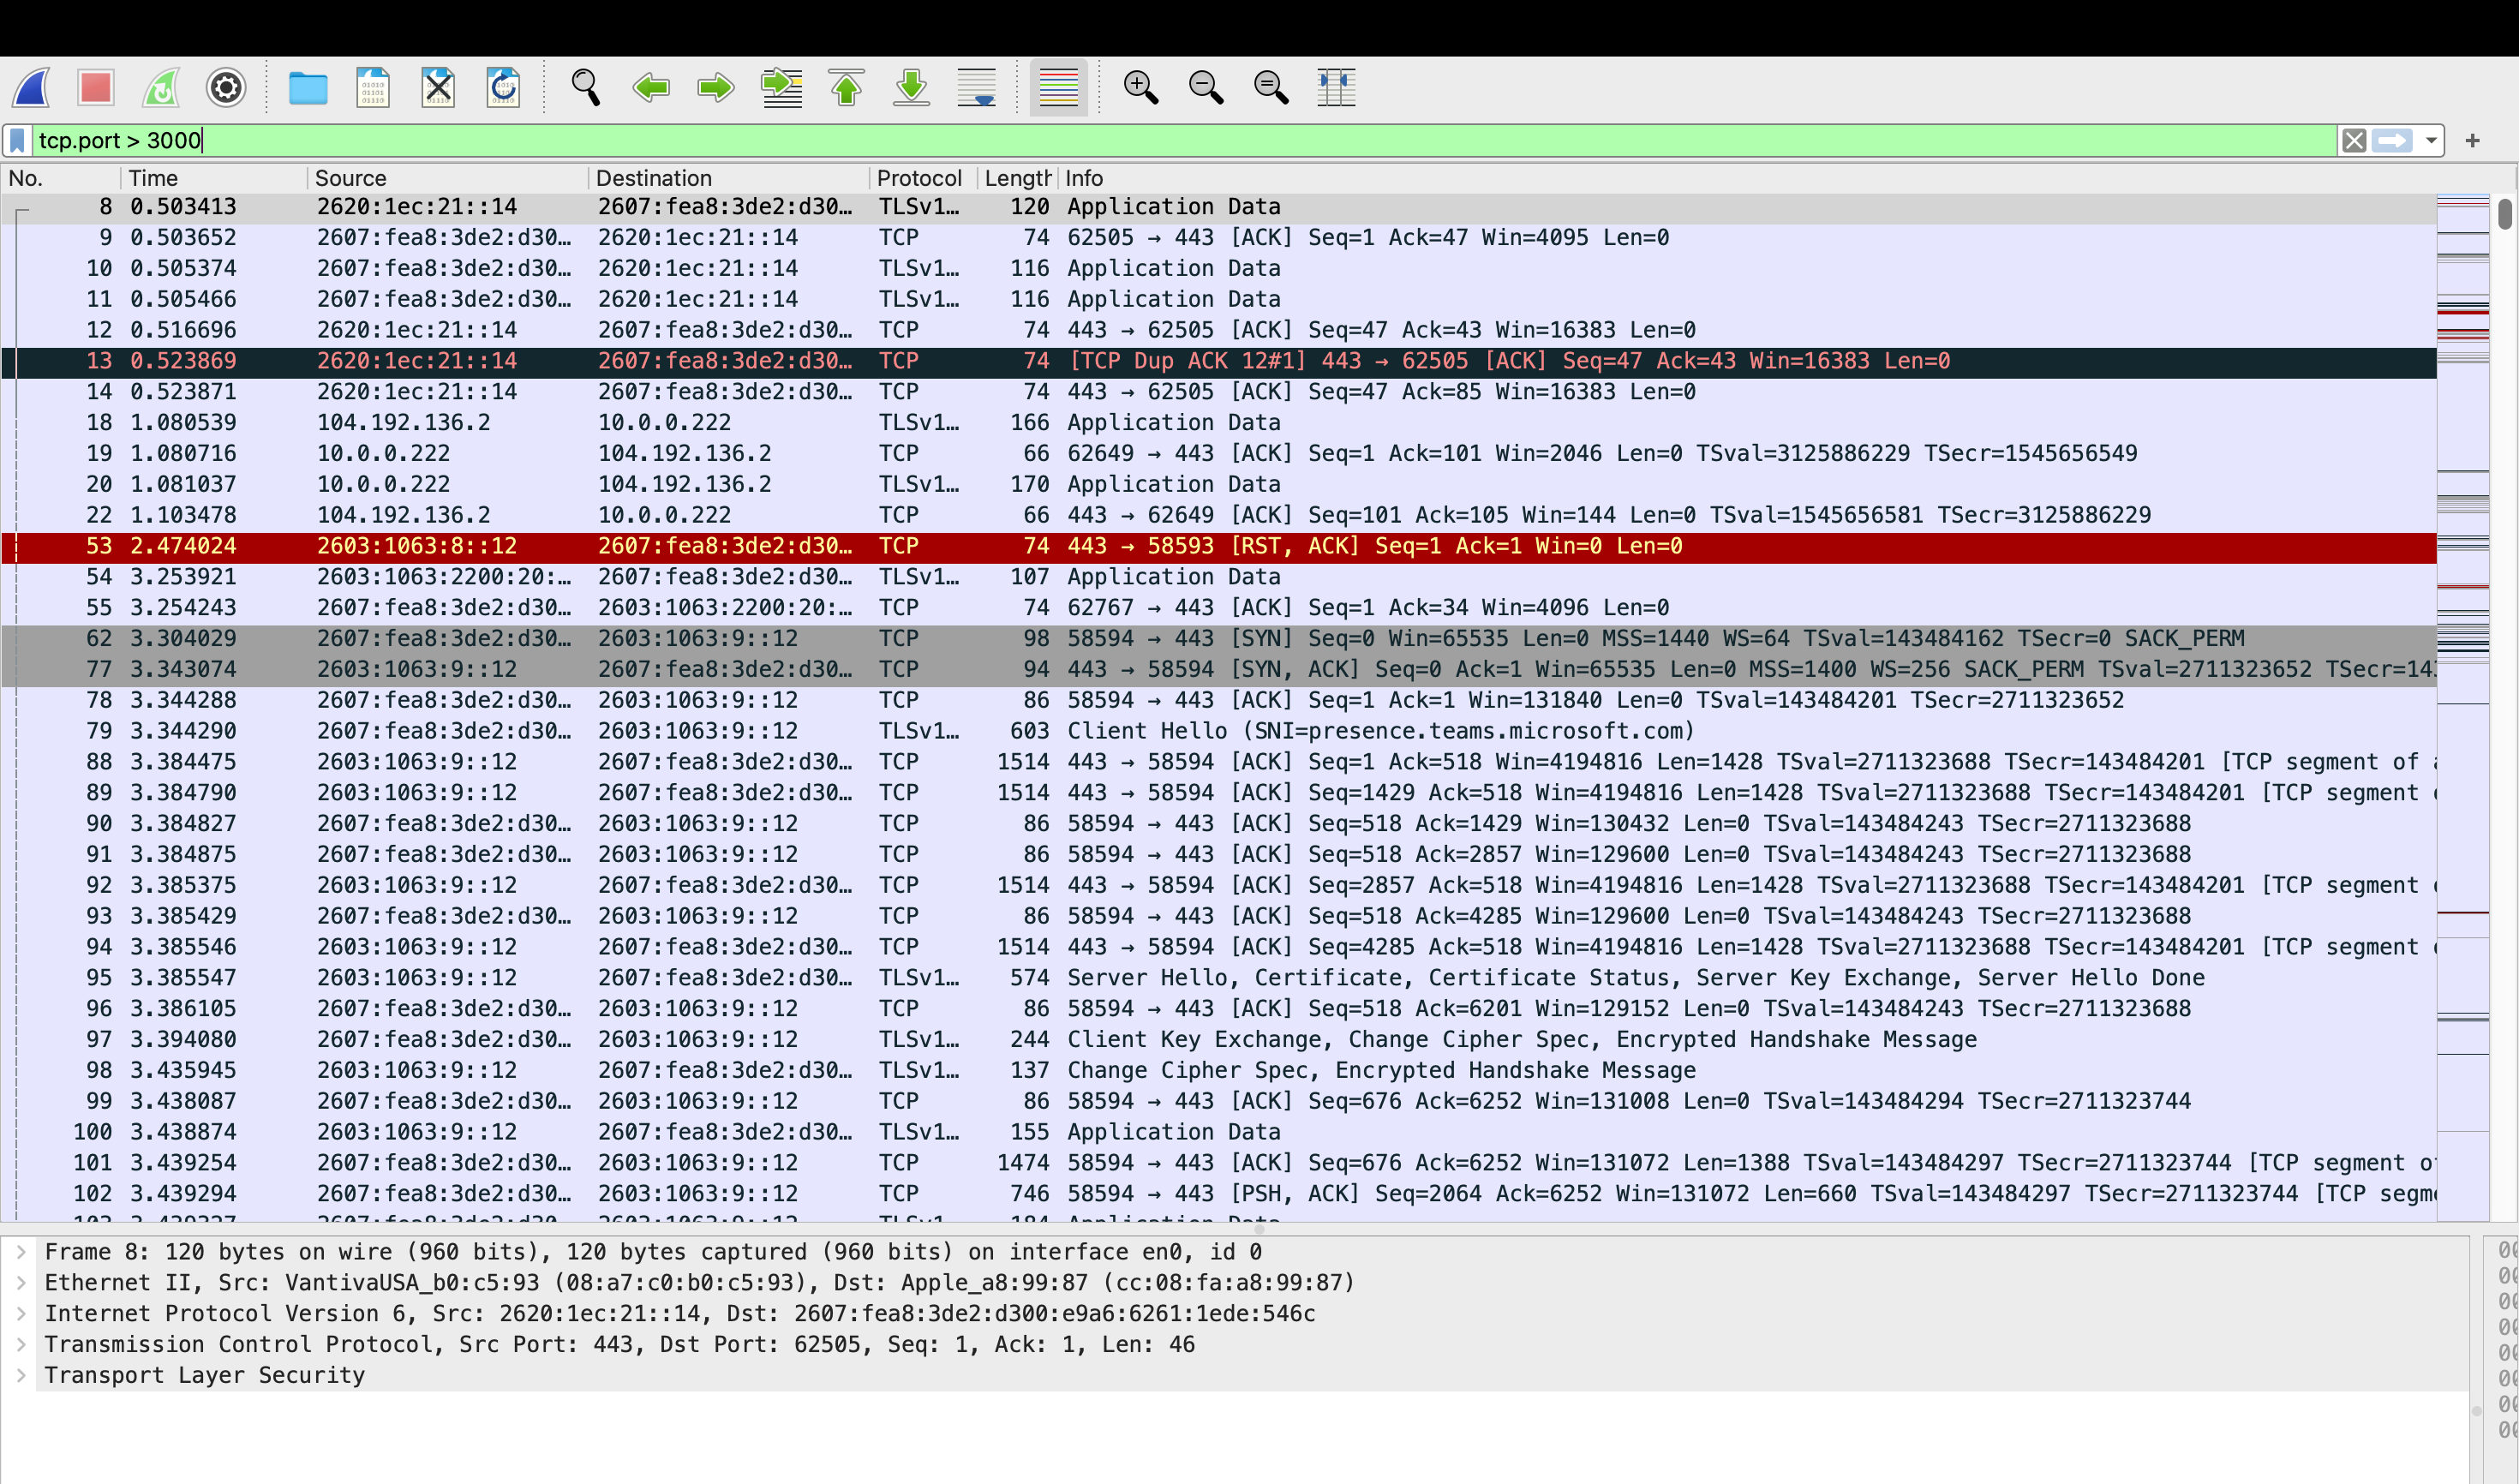 tcp.port > 3000
No. Time Source Destination Protocol Length Info
8 0.503413 2620:1ec:21::14 2607:fea8:3de2:d30… TLSv1… 120 Application Data
9 0.503652 2607:fea8:3de2:d30… 2620:1ec:21::14 TCP 74 62505 → 443 [ACK] Seq=1 Ack=47 Win=4095 Len=0
10 0.505374 2607:fea8:3de2:d30… 2620:1ec:21::14 TLSv1… 116 Application Data
11 0.505466 2607:fea8:3de2:d30… 2620:1ec:21::14 TLSv1… 116 Application Data
12 0.516696 2620:1ec:21::14 2607:fea8:3de2:d30… TCP 74 443 → 62505 [ACK] Seq=47 Ack=43 Win=16383 Len=0
13 0.523869 2620:1ec:21::14 2607:fea8:3de2:d30… TCP 74 [TCP Dup ACK 12#1] 443 → 62505 [ACK] Seq=47 Ack=43 Win=16383 Len=0
14 0.523871 2620:1ec:21::14 2607:fea8:3de2:d30… TCP 74 443 → 62505 [ACK] Seq=47 Ack=85 Win=16383 Len=0
18 1.080539 104.192.136.2 10.0.0.222 TLSv1… 166 Application Data
19 1.080716 10.0.0.222 104.192.136.2 TCP 66 62649 → 443 [ACK] Seq=1 Ack=101 Win=2046 Len=0 TSval=3125886229 TSecr=1545656549
20 1.081037 10.0.0.222 104.192.136.2 TLSv1… 170 Application Data
22 1.103478 104.192.136.2 10.0.0.222 TCP 66 443 → 62649 [ACK] Seq=101 Ack=105 Win=144 Len=0 TSval=1545656581 TSecr=3125886229
53 2.474024 2603:1063:8::12 2607:fea8:3de2:d30… TCP 74 443 → 58593 [RST, ACK] Seq=1 Ack=1 Win=0 Len=0
54 3.253921 2603:1063:2200:20:… 2607:fea8:3de2:d30… TLSv1… 107 Application Data
55 3.254243 2607:fea8:3de2:d30… 2603:1063:2200:20:… TCP 74 62767 → 443 [ACK] Seq=1 Ack=34 Win=4096 Len=0
62 3.304029 2607:fea8:3de2:d30… 2603:1063:9::12 TCP 98 58594 → 443 [SYN] Seq=0 Win=65535 Len=0 MSS=1440 WS=64 TSval=143484162 TSecr=0 SACK_PERM
77 3.343074 2603:1063:9::12 2607:fea8:3de2:d30… TCP 94 443 → 58594 [SYN, ACK] Seq=0 Ack=1 Win=65535 Len=0 MSS=1400 WS=256 SACK_PERM TSval=2711323652 TSecr=14
78 3.344288 2607:fea8:3de2:d30… 2603:1063:9::12 TCP 86 58594 → 443 [ACK] Seq=1 Ack=1 Win=131840 Len=0 TSval=143484201 TSecr=2711323652
79 3.344290 2607:fea8:3de2:d30… 2603:1063:9::12 TLSv1… 603 Client Hello (SNI=presence.teams.microsoft.com)
88 3.384475 2603:1063:9::12 2607:fea8:3de2:d30… TCP 1514 443 → 58594 [ACK] Seq=1 Ack=518 Win=4194816 Len=1428 TSval=2711323688 TSecr=143484201 [TCP segment of
89 3.384790 2603:1063:9::12 2607:fea8:3de2:d30… TCP 1514 443 → 58594 [ACK] Seq=1429 Ack=518 Win=4194816 Len=1428 TSval=2711323688 TSecr=143484201 [TCP segment
90 3.384827 2607:fea8:3de2:d30… 2603:1063:9::12 TCP 86 58594 → 443 [ACK] Seq=518 Ack=1429 Win=130432 Len=0 TSval=143484243 TSecr=2711323688
91 3.384875 2607:fea8:3de2:d30… 2603:1063:9::12 TCP 86 58594 → 443 [ACK] Seq=518 Ack=2857 Win=129600 Len=0 TSval=143484243 TSecr=2711323688
92 3.385375 2603:1063:9::12 2607:fea8:3de2:d30… TCP 1514 443 → 58594 [ACK] Seq=2857 Ack=518 Win=4194816 Len=1428 TSval=2711323688 TSecr=143484201 [TCP segment
93 3.385429 2607:fea8:3de2:d30… 2603:1063:9::12 TCP 86 58594 → 443 [ACK] Seq=518 Ack=4285 Win=129600 Len=0 TSval=143484243 TSecr=2711323688
94 3.385546 2603:1063:9::12 2607:fea8:3de2:d30… TCP 1514 443 → 58594 [ACK] Seq=4285 Ack=518 Win=4194816 Len=1428 TSval=2711323688 TSecr=143484201 [TCP segment
95 3.385547 2603:1063:9::12 2607:fea8:3de2:d30… TLSv1… 574 Server Hello, Certificate, Certificate Status, Server Key Exchange, Server Hello Done
96 3.386105 2607:fea8:3de2:d30… 2603:1063:9::12 TCP 86 58594 → 443 [ACK] Seq=518 Ack=6201 Win=129152 Len=0 TSval=143484243 TSecr=2711323688
97 3.394080 2607:fea8:3de2:d30… 2603:1063:9::12 TLSv1… 244 Client Key Exchange, Change Cipher Spec, Encrypted Handshake Message
98 3.435945 2603:1063:9::12 2607:fea8:3de2:d30… TLSv1… 137 Change Cipher Spec, Encrypted Handshake Message
99 3.438087 2607:fea8:3de2:d30… 2603:1063:9::12 TCP 86 58594 → 443 [ACK] Seq=676 Ack=6252 Win=131008 Len=0 TSval=143484294 TSecr=2711323744
100 3.438874 2603:1063:9::12 2607:fea8:3de2:d30… TLSv1… 155 Application Data
101 3.439254 2607:fea8:3de2:d30… 2603:1063:9::12 TCP 1474 58594 → 443 [ACK] Seq=676 Ack=6252 Win=131072 Len=1388 TSval=143484297 TSecr=2711323744 [TCP segment o
102 3.439294 2607:fea8:3de2:d30… 2603:1063:9::12 TCP 746 58594 → 443 [PSH, ACK] Seq=2064 Ack=6252 Win=131072 Len=660 TSval=143484297 TSecr=2711323744 [TCP segm
Frame 8: 120 bytes on wire (960 bits), 120 bytes captured (960 bits) on interface en0, id 0
Ethernet II, Src: VantivaUSA_b0:c5:93 (08:a7:c0:b0:c5:93), Dst: Apple_a8:99:87 (cc:08:fa:a8:99:87)
Internet Protocol Version 6, Src: 2620:1ec:21::14, Dst: 2607:fea8:3de2:d300:e9a6:6261:1ede:546c
Transmission Control Protocol, Src Port: 443, Dst Port: 62505, Seq: 1, Ack: 1, Len: 46
Transport Layer Security